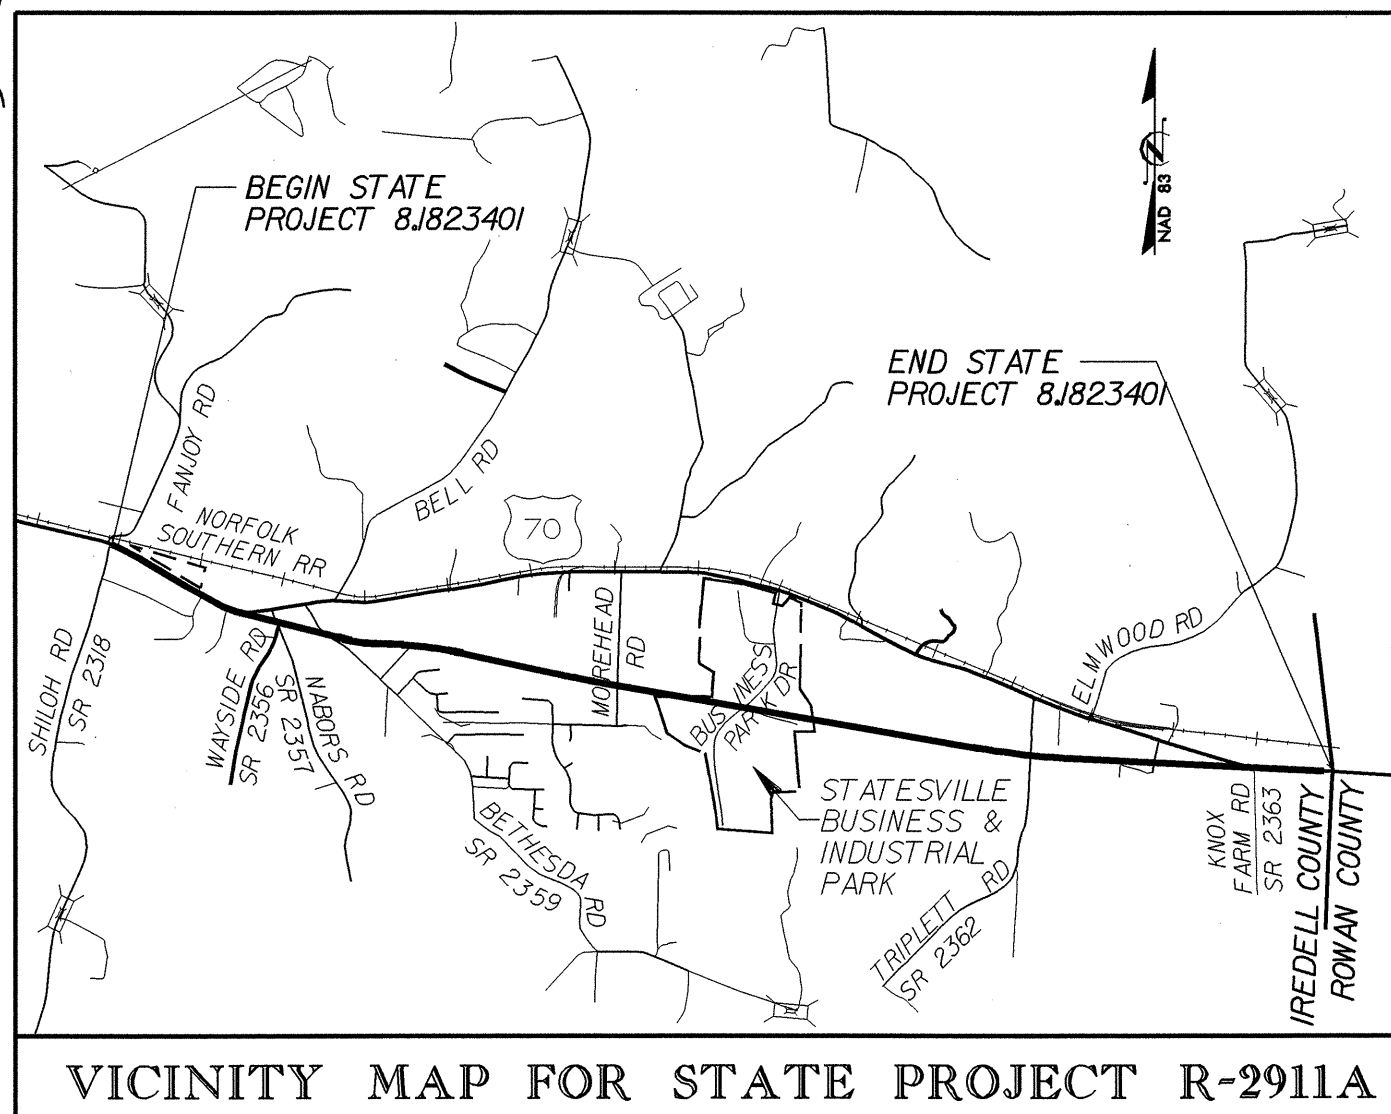 BEGIN STATE
PROJECT 8.1823401
NAD 83
END STATE
PROJECT 8.1823401
FANJOY RD
BELL RD
NORFOLK
SOUTHERN RR
70
SHILOH RD
SR 2318
WAYSIDE RD
SR 2356
NABORS RD
SR 2357
MOREHEAD
RD
BUSINESS
PARK DR
ELMWOOD RD
STATESVILLE
BUSINESS &
INDUSTRIAL
PARK
BETHESDA RD
SR 2359
TRIPLETT RD
SR 2362
KNOX
FARM RD
SR 2363
IREDELL COUNTY
ROWAN COUNTY
VICINITY MAP FOR STATE PROJECT R-2911A